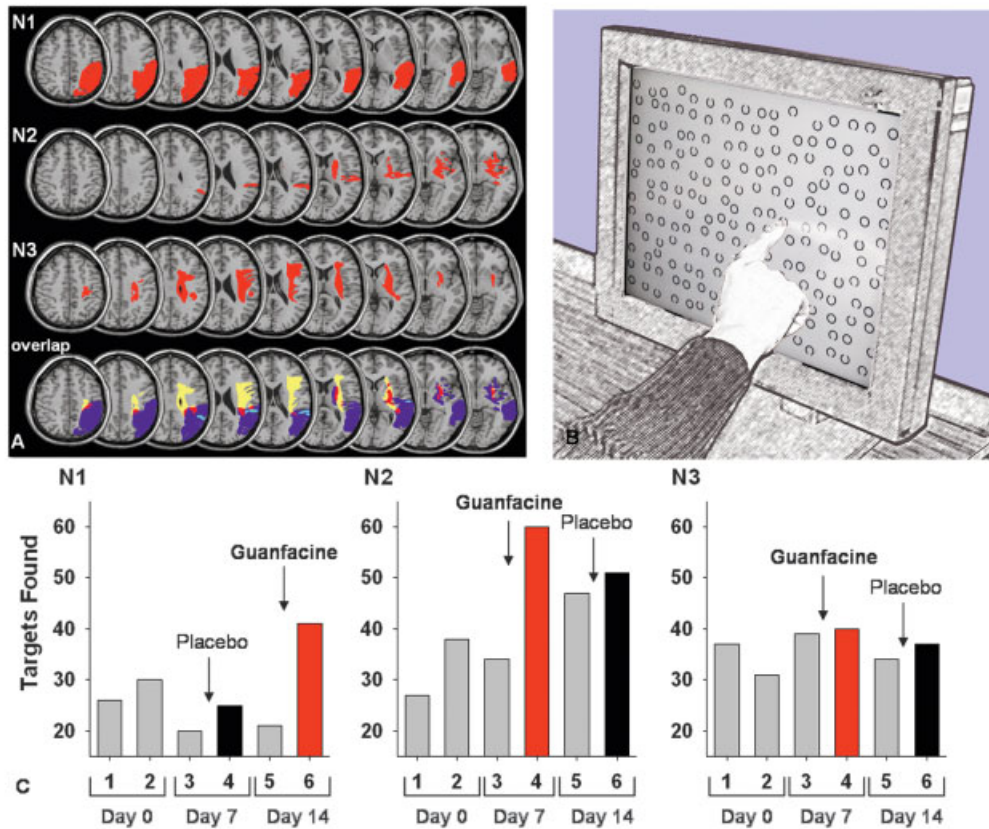 N1
N2
N3
overlap
A
B
C
N1
N2
N3
Targets Found
60
50
40
30
20
Placebo
Guanfacine
1 2 3 4 5 6
Day 0 Day 7 Day 14
60
50
40
30
20
Guanfacine
Placebo
1 2 3 4 5 6
Day 0 Day 7 Day 14
60
50
40
30
20
Guanfacine
Placebo
1 2 3 4 5 6
Day 0 Day 7 Day 14